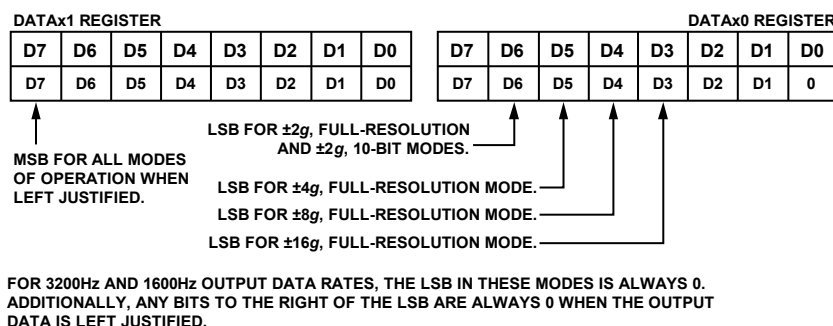 DATAx1 REGISTER DATAx0 REGISTER
D7 D6 D5 D4 D3 D2 D1 D0 D7 D6 D5 D4 D3 D2 D1 D0
D7 D6 D5 D4 D3 D2 D1 D0 D7 D6 D5 D4 D3 D2 D1 0
MSB FOR ALL MODES
OF OPERATION WHEN
LEFT JUSTIFIED.
LSB FOR ±2g, FULL-RESOLUTION
AND ±2g, 10-BIT MODES.
LSB FOR ±4g, FULL-RESOLUTION MODE.
LSB FOR ±8g, FULL-RESOLUTION MODE.
LSB FOR ±16g, FULL-RESOLUTION MODE.
FOR 3200Hz AND 1600Hz OUTPUT DATA RATES, THE LSB IN THESE MODES IS ALWAYS 0.
ADDITIONALLY, ANY BITS TO THE RIGHT OF THE LSB ARE ALWAYS 0 WHEN THE OUTPUT
DATA IS LEFT JUSTIFIED.